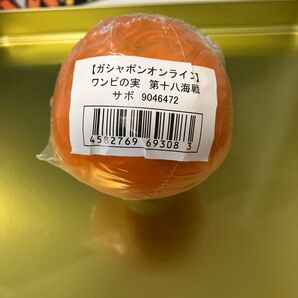 【ガシャポンオンライン】
ワンピの実 第十八海戦
サボ 9046472
4582769 69308 3